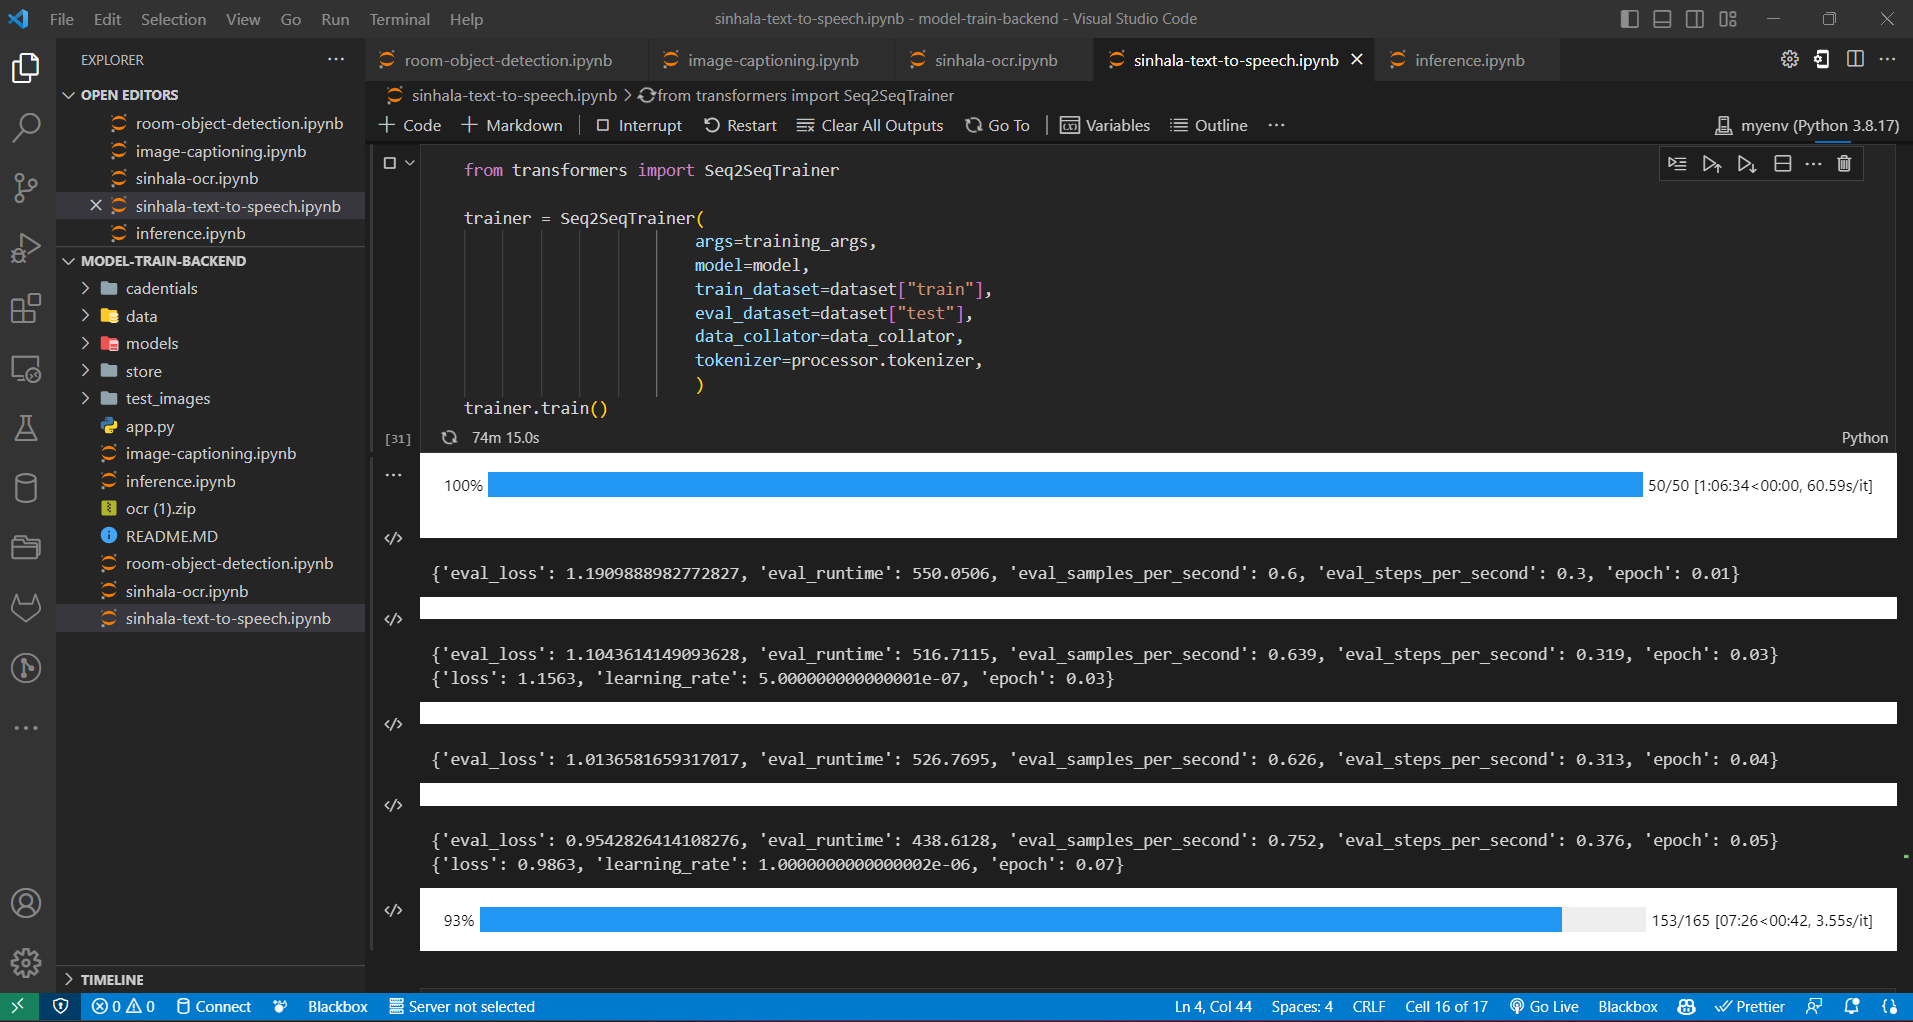 File Edit Selection View Go Run Terminal Help
sinhala-text-to-speech.ipynb - model-train-backend - Visual Studio Code
EXPLORER
OPEN EDITORS
room-object-detection.ipynb
image-captioning.ipynb
sinhala-ocr.ipynb
sinhala-text-to-speech.ipynb
inference.ipynb
MODEL-TRAIN-BACKEND
cadentials
data
models
store
test_images
app.py
image-captioning.ipynb
inference.ipynb
ocr (1).zip
README.MD
room-object-detection.ipynb
sinhala-ocr.ipynb
sinhala-text-to-speech.ipynb
TIMELINE
room-object-detection.ipynb image-captioning.ipynb sinhala-ocr.ipynb sinhala-text-to-speech.ipynb inference.ipynb
sinhala-text-to-speech.ipynb > from transformers import Seq2SeqTrainer
+ Code + Markdown Interrupt Restart Clear All Outputs Go To Variables Outline ... myenv (Python 3.8.17)
from transformers import Seq2SeqTrainer
trainer = Seq2SeqTrainer(
args=training_args,
model=model,
train_dataset=dataset["train"],
eval_dataset=dataset["test"],
data_collator=data_collator,
tokenizer=processor.tokenizer,
)
trainer.train()
[31] 74m 15.0s Python
100% 50/50 [1:06:34<00:00, 60.59s/it]
{'eval_loss': 1.1909888982772827, 'eval_runtime': 550.0506, 'eval_samples_per_second': 0.6, 'eval_steps_per_second': 0.3, 'epoch': 0.01}
{'eval_loss': 1.1043614149093628, 'eval_runtime': 516.7115, 'eval_samples_per_second': 0.639, 'eval_steps_per_second': 0.319, 'epoch': 0.03}
{'loss': 1.1563, 'learning_rate': 5.000000000000001e-07, 'epoch': 0.03}
{'eval_loss': 1.0136581659317017, 'eval_runtime': 526.7695, 'eval_samples_per_second': 0.626, 'eval_steps_per_second': 0.313, 'epoch': 0.04}
{'eval_loss': 0.9542826414108276, 'eval_runtime': 438.6128, 'eval_samples_per_second': 0.752, 'eval_steps_per_second': 0.376, 'epoch': 0.05}
{'loss': 0.9863, 'learning_rate': 1.0000000000000002e-06, 'epoch': 0.07}
93% 153/165 [07:26<00:42, 3.55s/it]
0 0 Connect Blackbox Server not selected Ln 4, Col 44 Spaces: 4 CRLF Cell 16 of 17 Go Live Blackbox Prettier